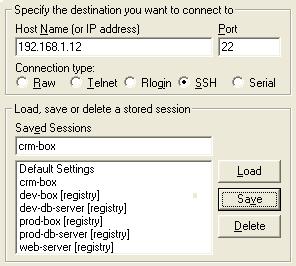 Specify the destination you want to connect to
Host Name (or IP address) Port
192.168.1.12 22
Connection type:
Raw Telnet Rlogin SSH Serial
Load, save or delete a stored session
Saved Sessions
crm-box
Default Settings
crm-box
dev-box [registry]
dev-db-server [registry]
prod-box [registry]
prod-db-server [registry]
web-server [registry]
Load
Save
Delete